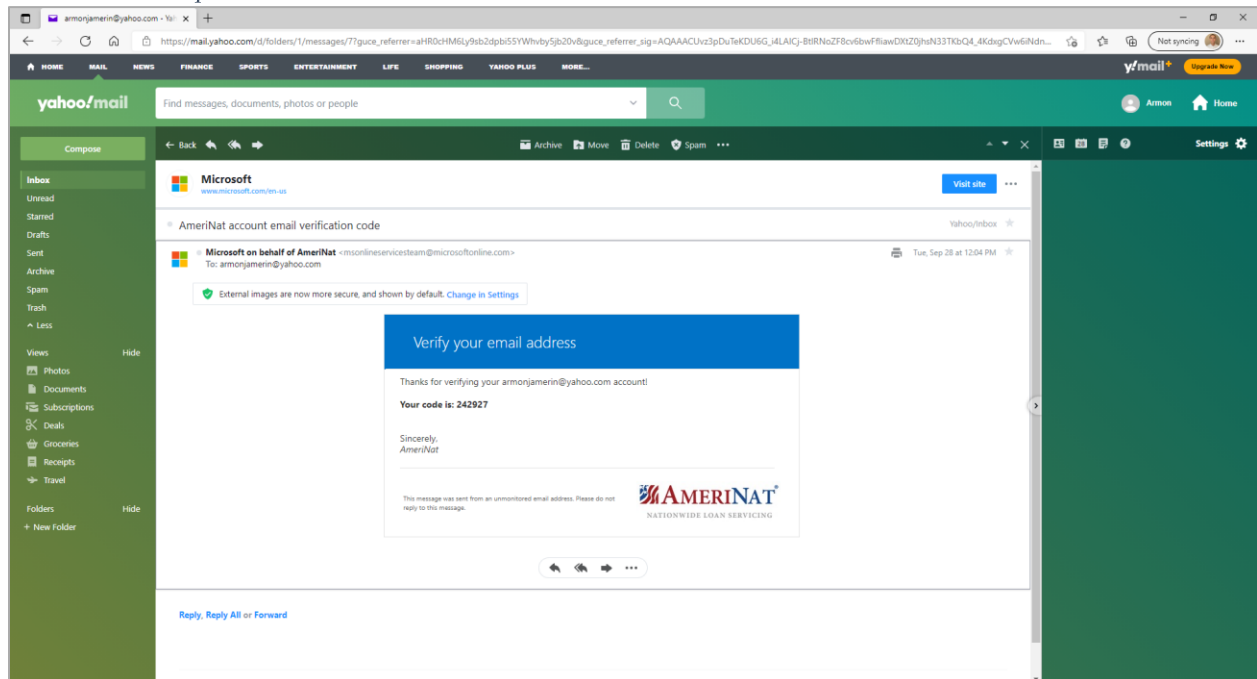 armonjamerin@yahoo.com - Yah
https://mail.yahoo.com/d/folders/1/messages/7?guce_referrer=
Not syncing
HOME MAIL NEWS FINANCE SPORTS ENTERTAINMENT LIFE SHOPPING YAHOO PLUS MORE...
y!mail+ Upgrade Now
yahoo!mail
Find messages, documents, photos or people
Armon
Home
Compose
Back
Archive Move Delete Spam
Settings
Inbox
Unread
Starred
Drafts
Sent
Archive
Spam
Trash
Less
Views Hide
Photos
Documents
Subscriptions
Deals
Groceries
Receipts
Travel
Folders Hide
+ New Folder
Microsoft
www.microsoft.com/en-us
Visit site
AmeriNat account email verification code
Yahoo/Inbox
Microsoft on behalf of AmeriNat <msonlineservicesteam@microsoftonline.com>
Tue, Sep 28 at 12:04 PM
To: armonjamerin@yahoo.com
External images are now more secure, and shown by default. Change in Settings
Verify your email address
Thanks for verifying your armonjamerin@yahoo.com account!
Your code is: 242927
Sincerely,
AmeriNat
This message was sent from an unmonitored email address. Please do not
reply to this message.
AMERINAT®
NATIONWIDE LOAN SERVICING
Reply, Reply All or Forward